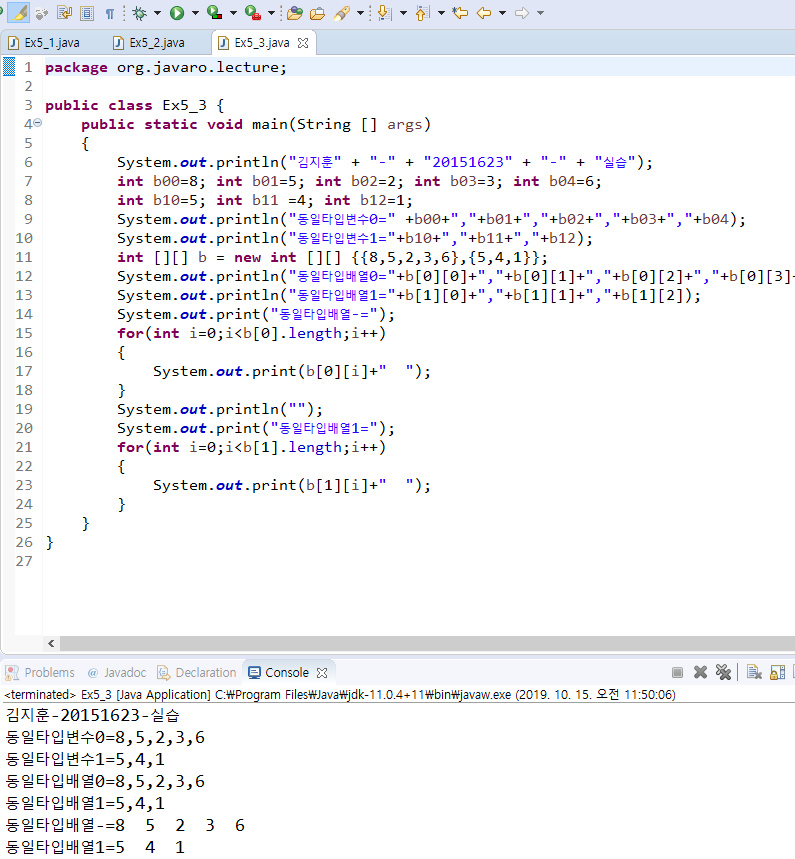 Ex5_1.java Ex5_2.java Ex5_3.java
1 package org.javaro.lecture;
2
3 public class Ex5_3 {
4 public static void main(String [] args)
5 {
6 System.out.println("김지훈" + "-" + "20151623" + "-" + "실습");
7 int b00=8; int b01=5; int b02=2; int b03=3; int b04=6;
8 int b10=5; int b11 =4; int b12=1;
9 System.out.println("동일타입변수0=" +b00+","+b01+","+b02+","+b03+","+b04);
10 System.out.println("동일타입변수1="+b10+","+b11+","+b12);
11 int [][] b = new int [][] {{8,5,2,3,6},{5,4,1}};
12 System.out.println("동일타입배열0="+b[0][0]+","+b[0][1]+","+b[0][2]+","+b[0][3]+
13 System.out.println("동일타입배열1="+b[1][0]+","+b[1][1]+","+b[1][2]);
14 System.out.print("동일타입배열-=");
15 for(int i=0;i<b[0].length;i++)
16 {
17 System.out.print(b[0][i]+"  ");
18 }
19 System.out.println("");
20 System.out.print("동일타입배열1=");
21 for(int i=0;i<b[1].length;i++)
22 {
23 System.out.print(b[1][i]+"  ");
24 }
25 }
26 }
27
Problems @ Javadoc Declaration Console
<terminated> Ex5_3 [Java Application] C:₩Program Files₩Java₩jdk-11.0.4+11₩bin₩javaw.exe (2019. 10. 15. 오전 11:50:06)
김지훈-20151623-실습
동일타입변수0=8,5,2,3,6
동일타입변수1=5,4,1
동일타입배열0=8,5,2,3,6
동일타입배열1=5,4,1
동일타입배열-=8  5  2  3  6
동일타입배열1=5  4  1